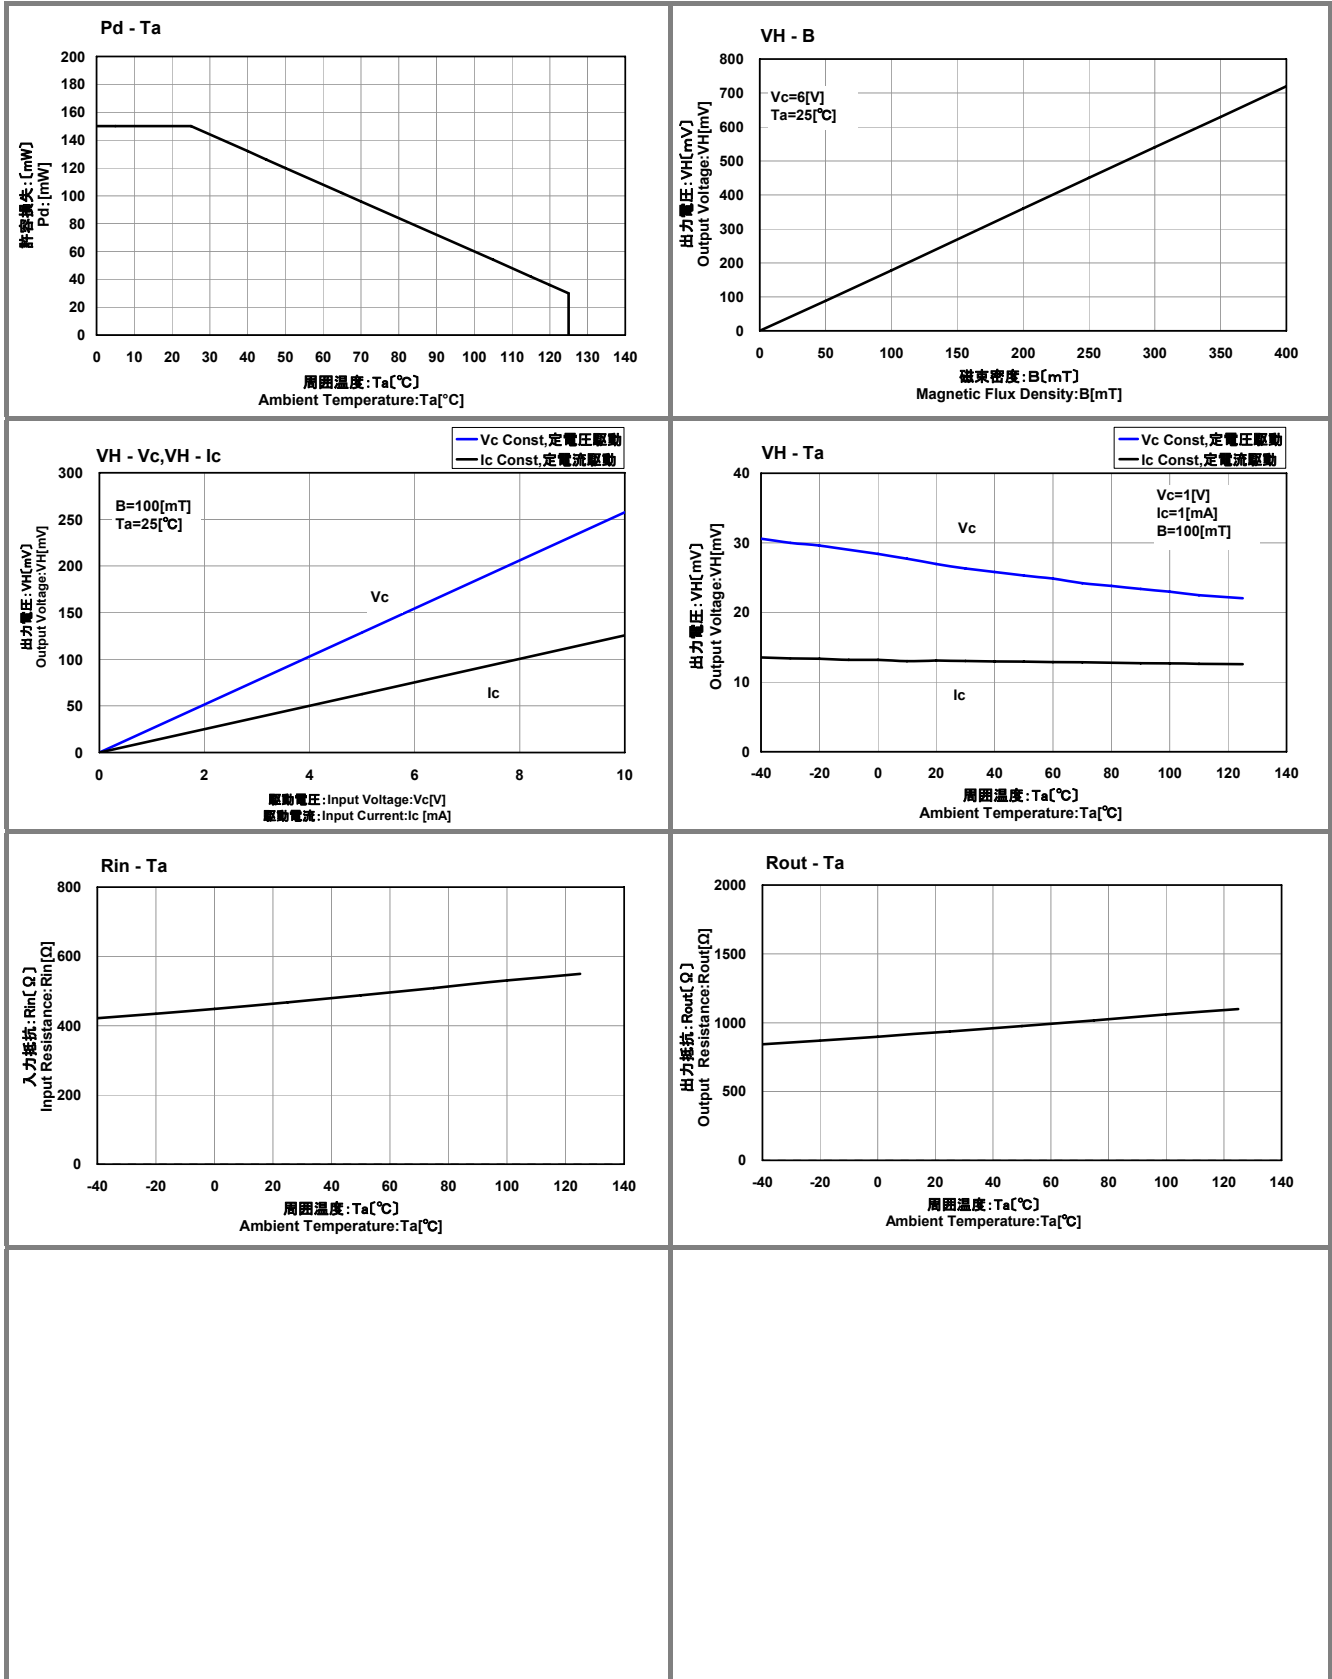 Pd - Ta
200
180
160
140
120
100
80
60
40
20
0
許容損失:〔mW〕
Pd:[mW]
0 10 20 30 40 50 60 70 80 90 100 110 120 130 140
周囲温度:Ta〔℃〕
Ambient Temperature:Ta[°C]
VH - B
800
700
600
500
400
300
200
100
0
Vc=6[V]
Ta=25[℃]
出力電圧:VH〔mV〕
Output Voltage:VH[mV]
0 50 100 150 200 250 300 350 400
磁束密度:B〔mT〕
Magnetic Flux Density:B[mT]
VH - Vc,VH - Ic
Vc Const,定電圧駆動
Ic Const,定電流駆動
300
250
200
150
100
50
0
B=100[mT]
Ta=25[℃]
Vc
Ic
出力電圧:VH〔mV〕
Output Voltage:VH[mV]
0 2 4 6 8 10
駆動電圧:Input Voltage:Vc[V]
駆動電流:Input Current:Ic [mA]
VH - Ta
Vc Const,定電圧駆動
Ic Const,定電流駆動
40
30
20
10
0
Vc=1[V]
Ic=1[mA]
B=100[mT]
Vc
Ic
出力電圧:VH〔mV〕
Output Voltage:VH[mV]
-40 -20 0 20 40 60 80 100 120 140
周囲温度:Ta〔℃〕
Ambient Temperature:Ta[℃]
Rin - Ta
800
600
400
200
0
入力抵抗:Rin〔Ω〕
Input Resistance:Rin[Ω]
-40 -20 0 20 40 60 80 100 120 140
周囲温度:Ta〔℃〕
Ambient Temperature:Ta[℃]
Rout - Ta
2000
1500
1000
500
0
出力抵抗:Rout〔Ω〕
Output Resistance:Rout[Ω]
-40 -20 0 20 40 60 80 100 120 140
周囲温度:Ta〔℃〕
Ambient Temperature:Ta[℃]